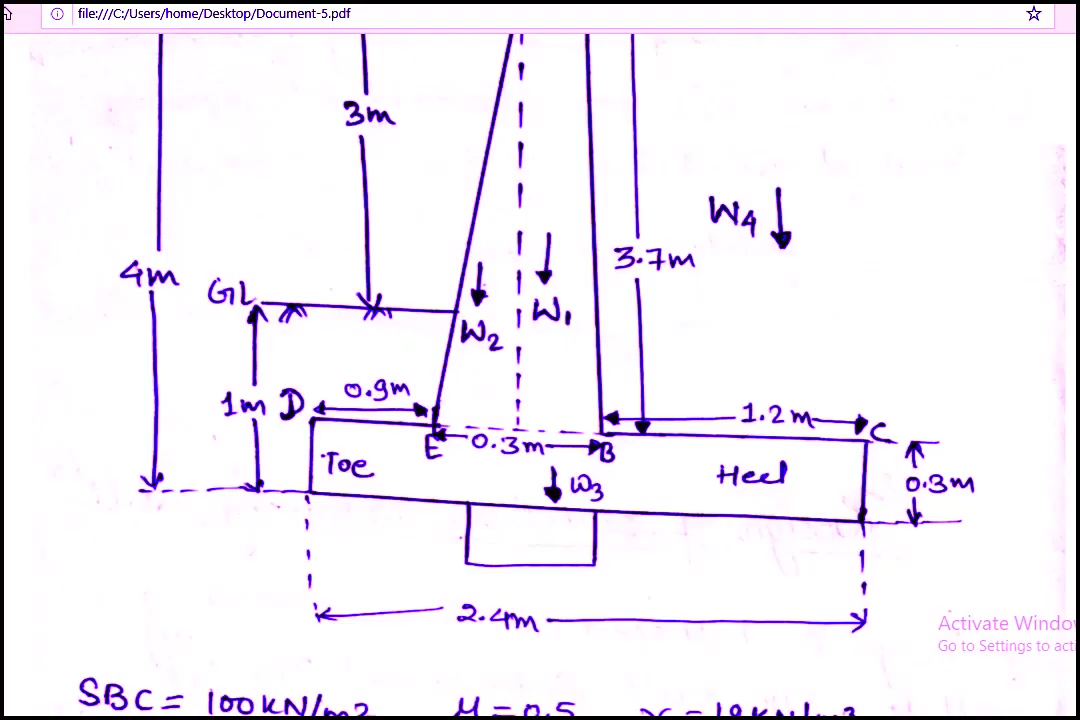 file:///C:/Users/home/Desktop/Document-5.pdf
3m
W4
4m
3.7m
GL
W2
W1
0.9m
1m
D
1.2m
C
E
0.3m
B
Toe
W3
Heel
0.3m
2.4m
Activate Windo
Go to Settings to act
SBC = 100KN/m2 μ = 0.5